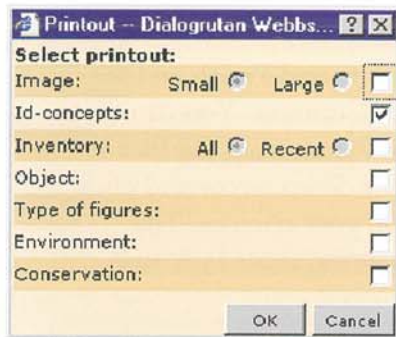 Printout -- Dialogrutan Webbs...
Select printout:
Image: Small Large
Id-concepts:
Inventory: All Recent
Object:
Type of figures:
Environment:
Conservation:
OK Cancel